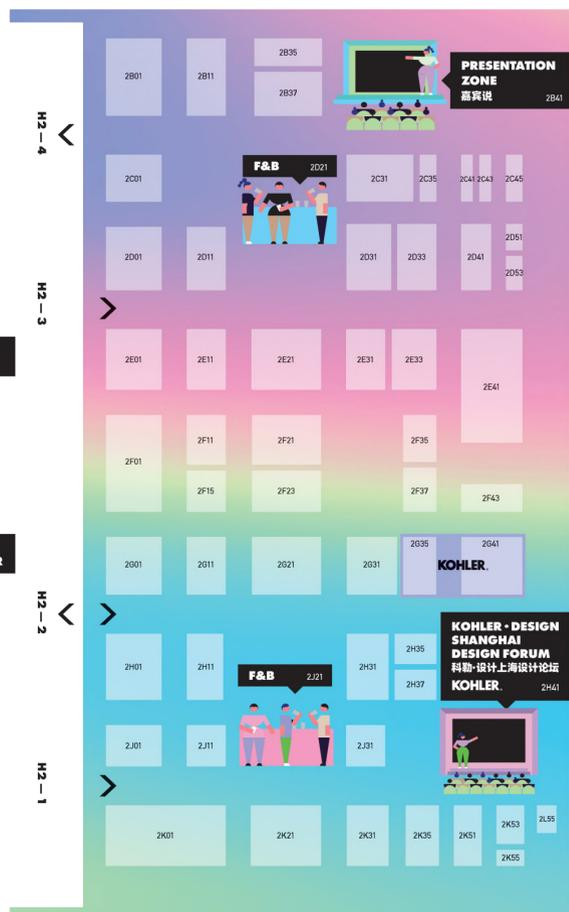 2B01
2B11
2B35
2B37
PRESENTATION
ZONE
嘉宾说 2B41
H2–4
2C01
F&B 2D21
2C31
2C35
2C41
2C43
2C45
2D01
2D11
2D31
2D33
2D41
2D51
2D53
H2–3
2E01
2E11
2E21
2E31
2E33
2E41
2F01
2F11
2F21
2F35
2F15
2F23
2F37
2F43
2G01
2G11
2G21
2G31
2G35
2G41
KOHLER.
H2–2
KOHLER • DESIGN
SHANGHAI
DESIGN FORUM
科勒·设计上海设计论坛
KOHLER. 2H41
2H01
2H11
2H31
2H35
2H37
F&B 2J21
2J01
2J11
2J31
H2–1
2K01
2K21
2K31
2K35
2K51
2K53
2L55
2K55